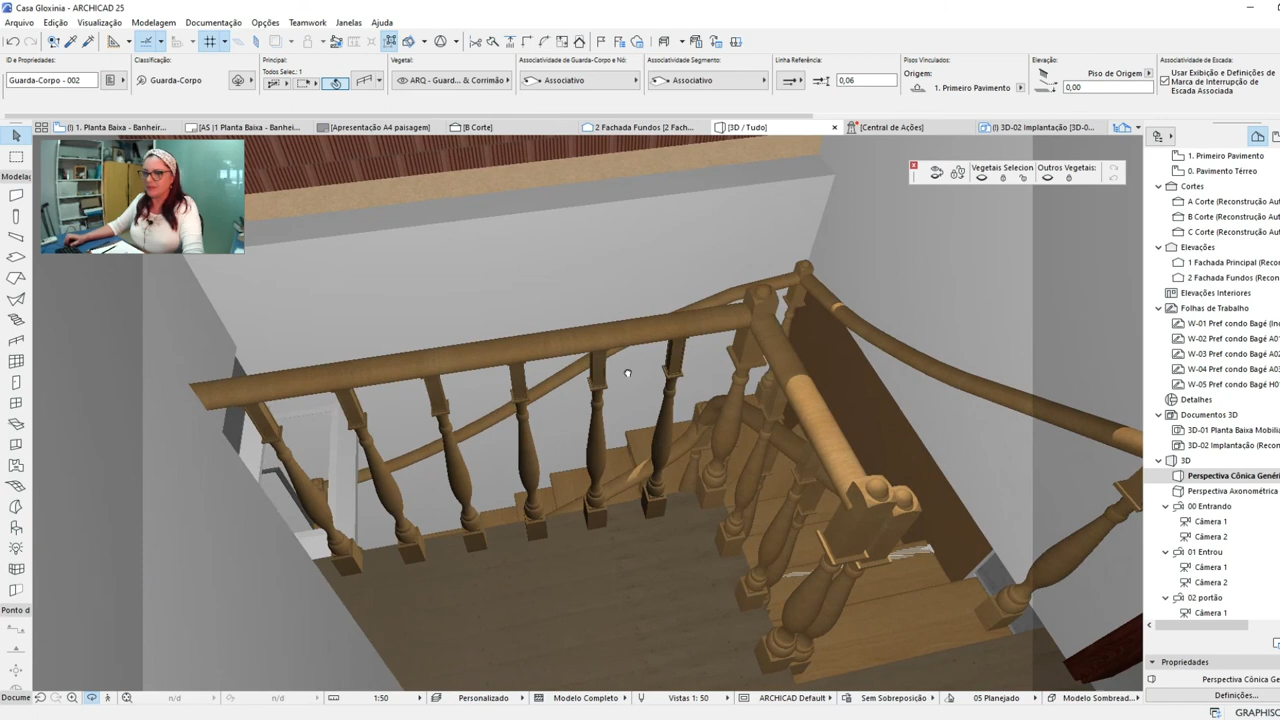 Casa Gloxinia - ARCHICAD 25
Arquivo Edição Visualização Modelagem Documentação Opções Teamwork Janelas Ajuda
ID e Propriedades: Classificação: Principal: Vegetal: Associatividade de Guarda-Corpo e Nó: Associatividade Segmento: Linha Referência: Pisos Vinculados: Elevação: Associatividade de Escada:
Todos Selec.: 1 Origem: Piso de Origem Usar Exibição e Definições de
Guarda-Corpo - 002 Guarda-Corpo ARQ - Guard... & Corrimão Associativo Associativo 0,06 1. Primeiro Pavimento 0,00 Marca de Interrupção de
Escada Associada
(I) 1. Planta Baixa - Banheir... [AS |1 Planta Baixa - Banhei... [Apresentação A4 paisagem] [B Corte] 2 Fachada Fundos [2 Fach... [3D / Tudo] [Central de Ações] (I) 3D-02 Implantação [3D-0...
Vegetais Selecion Outros Vegetais:
Modela
Ponto d
Docume
1. Primeiro Pavimento
0. Pavimento Térreo
Cortes
A Corte (Reconstrução Aut
B Corte (Reconstrução Aut
C Corte (Reconstrução Aut
Elevações
1 Fachada Principal (Recon
2 Fachada Fundos (Recon
Elevações Interiores
Folhas de Trabalho
W-01 Pref condo Bagé (Ind
W-02 Pref condo Bagé A0
W-03 Pref condo Bagé A02
W-04 Pref condo Bagé A03
W-05 Pref condo Bagé H0
Detalhes
Documentos 3D
3D-01 Planta Baixa Mobilia
3D-02 Implantação (Recon
3D
Perspectiva Cônica Genéri
Perspectiva Axonométrica
00 Entrando
Câmera 1
Câmera 2
01 Entrou
Câmera 1
Câmera 2
02 portão
Câmera 1
Propriedades
Perspectiva Cônica Ge
Definições...
n/d n/d 1:50 Personalizado Modelo Completo Vistas 1: 50 ARCHICAD Default Sem Sobreposição 05 Planejado Modelo Sombread...
GRAPHISO